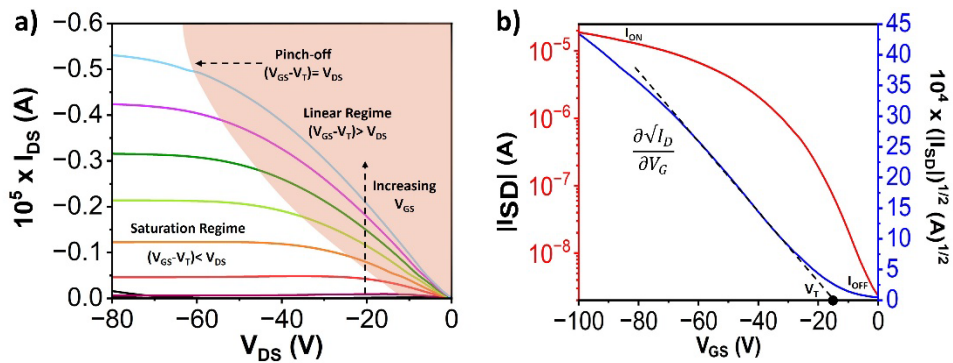 a)
10⁵ x I_DS (A)
−0.6
−0.5
−0.4
−0.3
−0.2
−0.1
0.0
Pinch-off
(V_GS-V_T)= V_DS
Linear Regime
(V_GS-V_T)> V_DS
Increasing
V_GS
Saturation Regime
(V_GS-V_T)< V_DS
−80 −60 −40 −20 0
V_DS (V)
b)
|I_SD| (A)
10⁻⁵
10⁻⁶
10⁻⁷
10⁻⁸
I_ON
∂√I_D
∂V_G
V_T
I_OFF
−100 −80 −60 −40 −20 0
V_GS (V)
45
40
35
30
25
20
15
10
5
0
10⁴ x (|I_SD|)^1/2 (A)^1/2